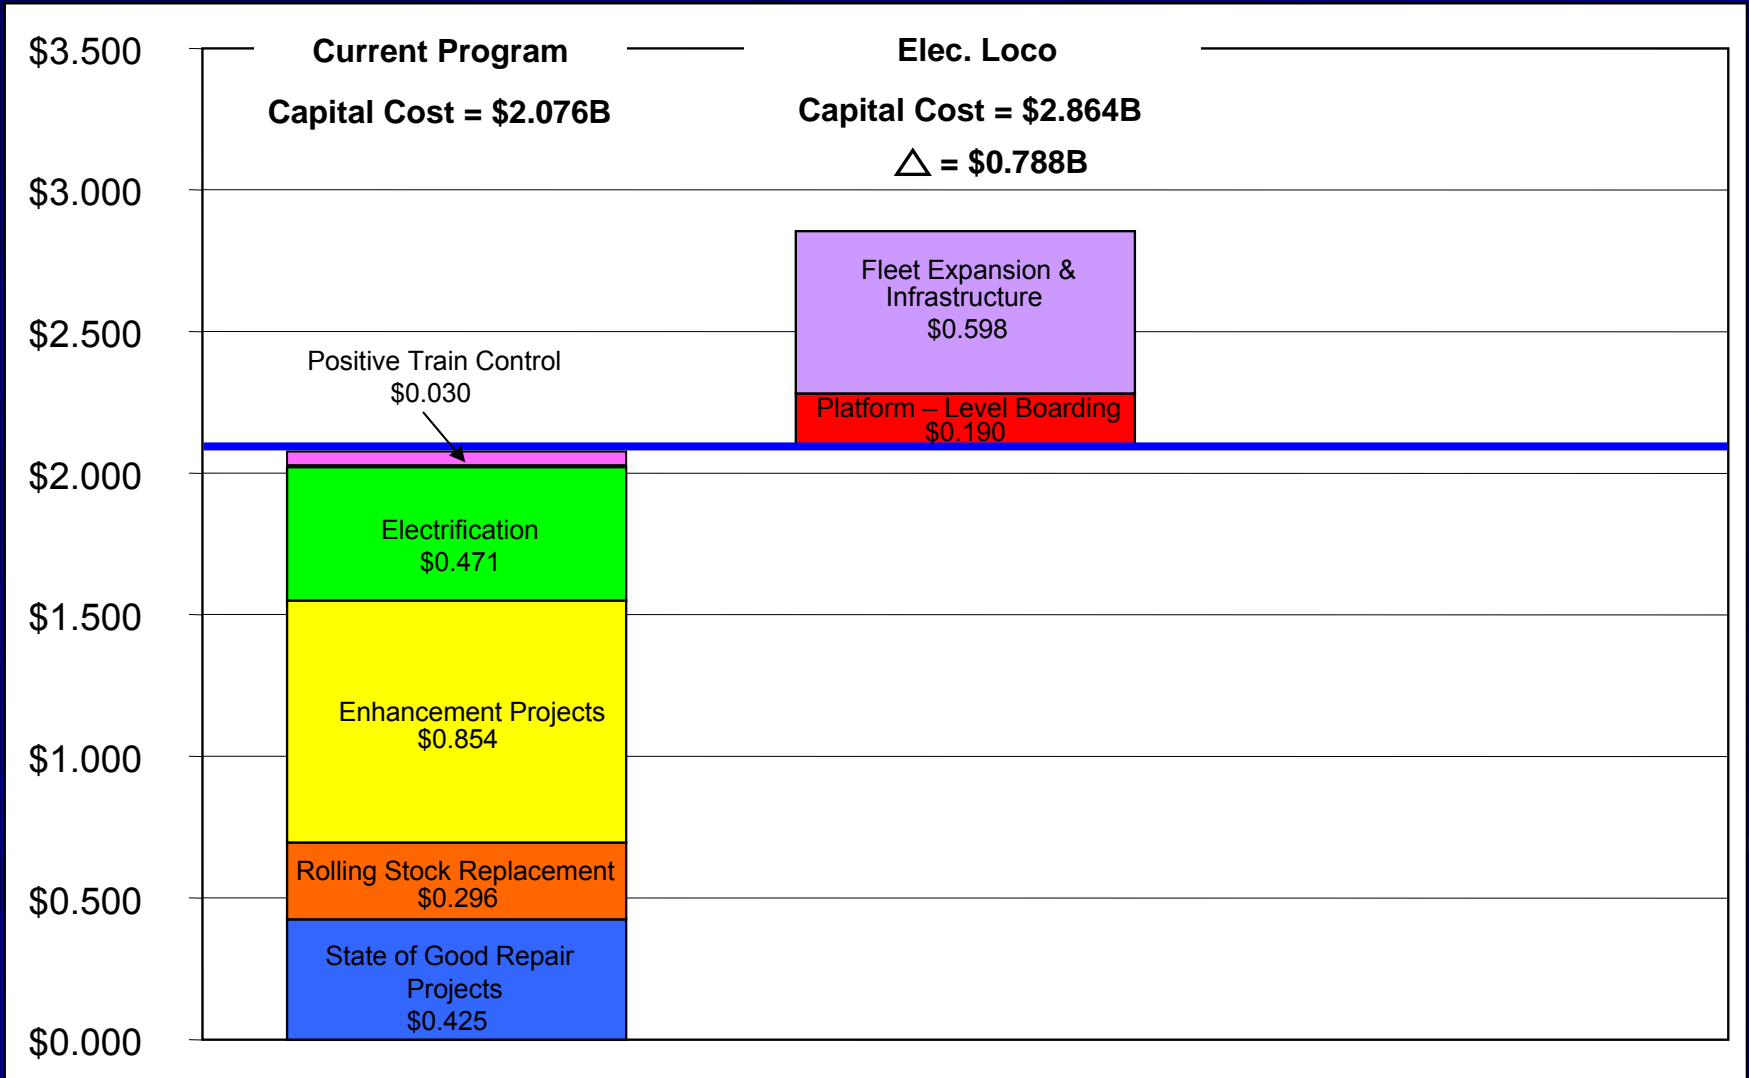 $3.500
Current Program
Elec. Loco
Capital Cost = $2.076B
Capital Cost = $2.864B
△ = $0.788B
$3.000
Fleet Expansion &
Infrastructure
$0.598
$2.500
Positive Train Control
$0.030
Platform – Level Boarding
$0.190
$2.000
Electrification
$0.471
$1.500
Enhancement Projects
$0.854
$1.000
Rolling Stock Replacement
$0.296
$0.500
State of Good Repair
Projects
$0.425
$0.000